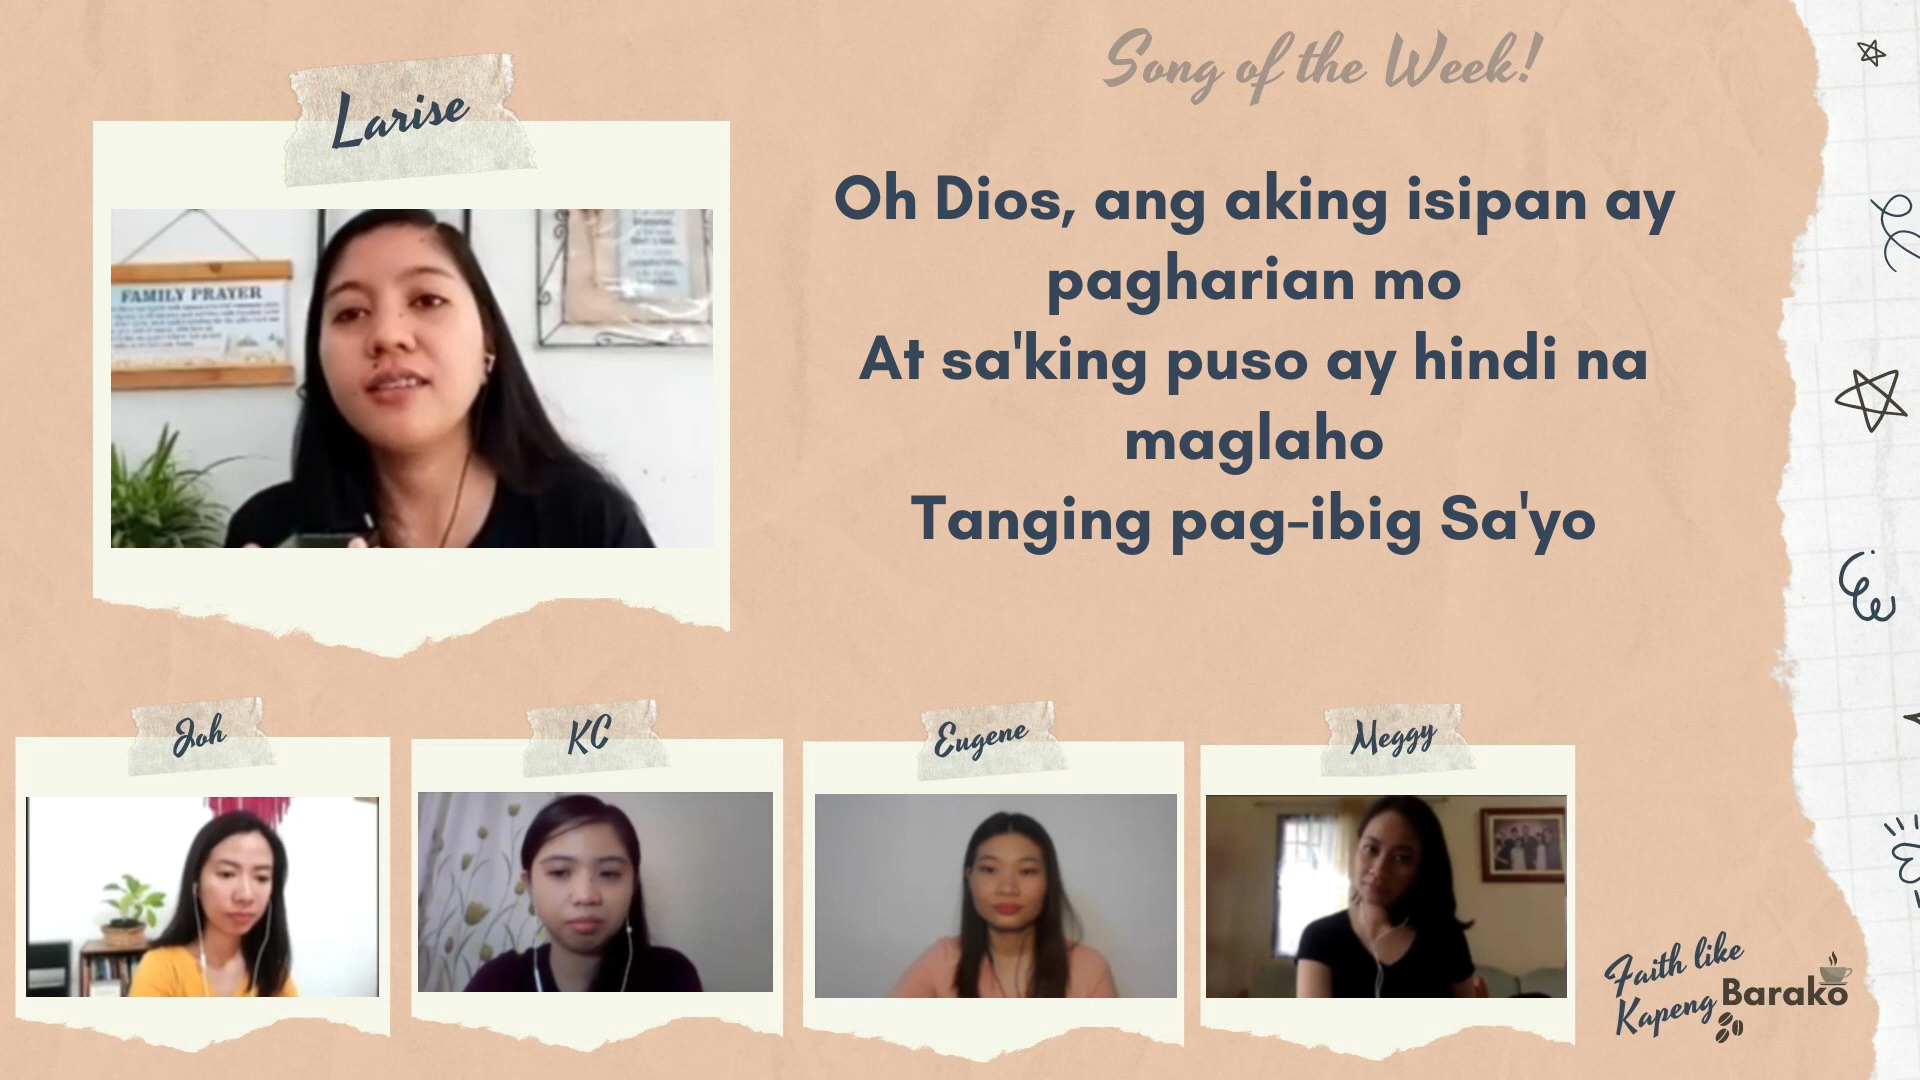 Song of the Week!
Larise
FAMILY PRAYER
Oh Dios, ang aking isipan ay
pagharian mo
At sa'king puso ay hindi na
maglaho
Tanging pag-ibig Sa'yo
Joh
KC
Eugene
Meggy
Faith like
Kapeng Barako